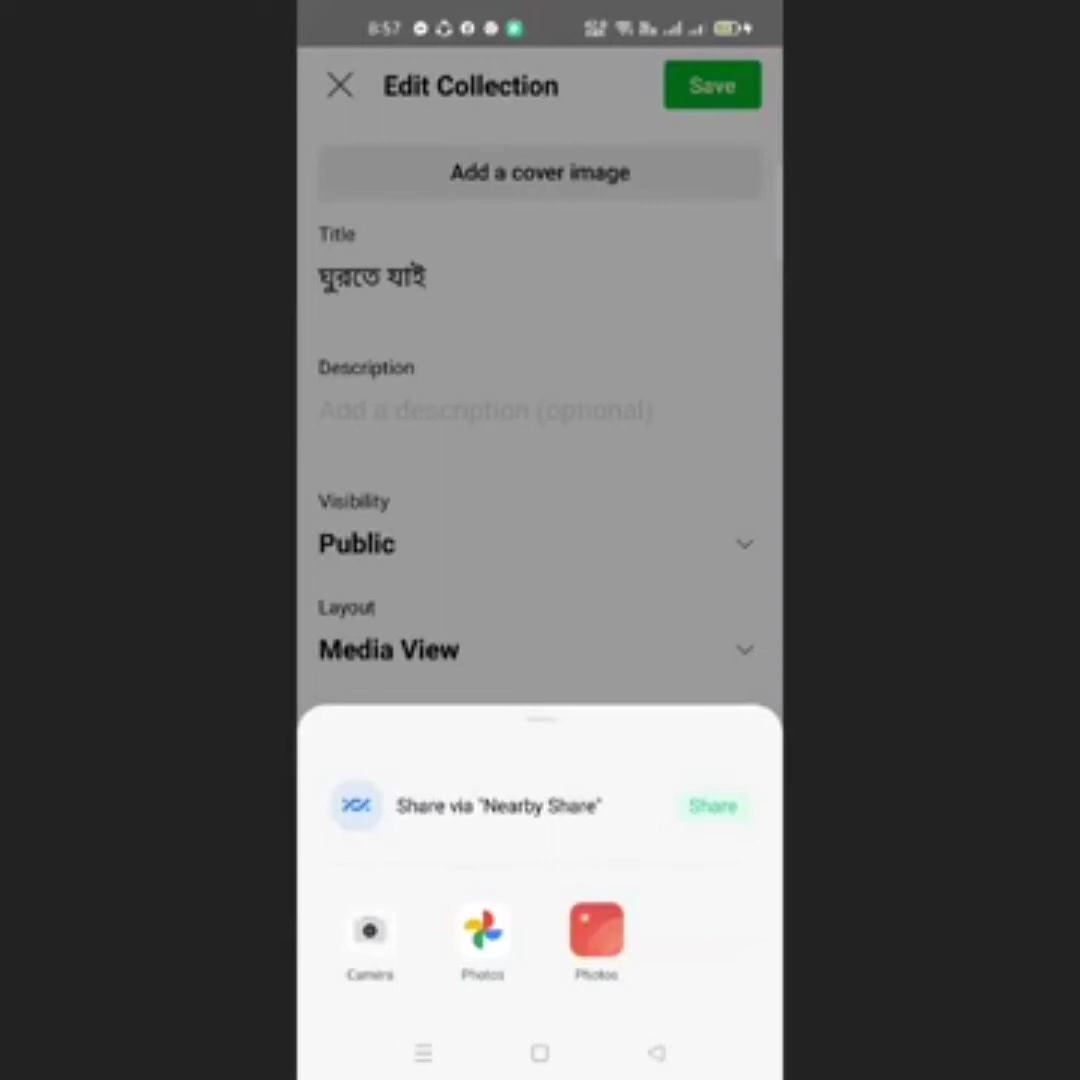 8:57
Edit Collection
Save
Add a cover image
Title
ঘুরতে যাই
Description
Add a description (optional)
Visibility
Public
Layout
Media View
Share via "Nearby Share"
Share
Camera
Photos
Photos